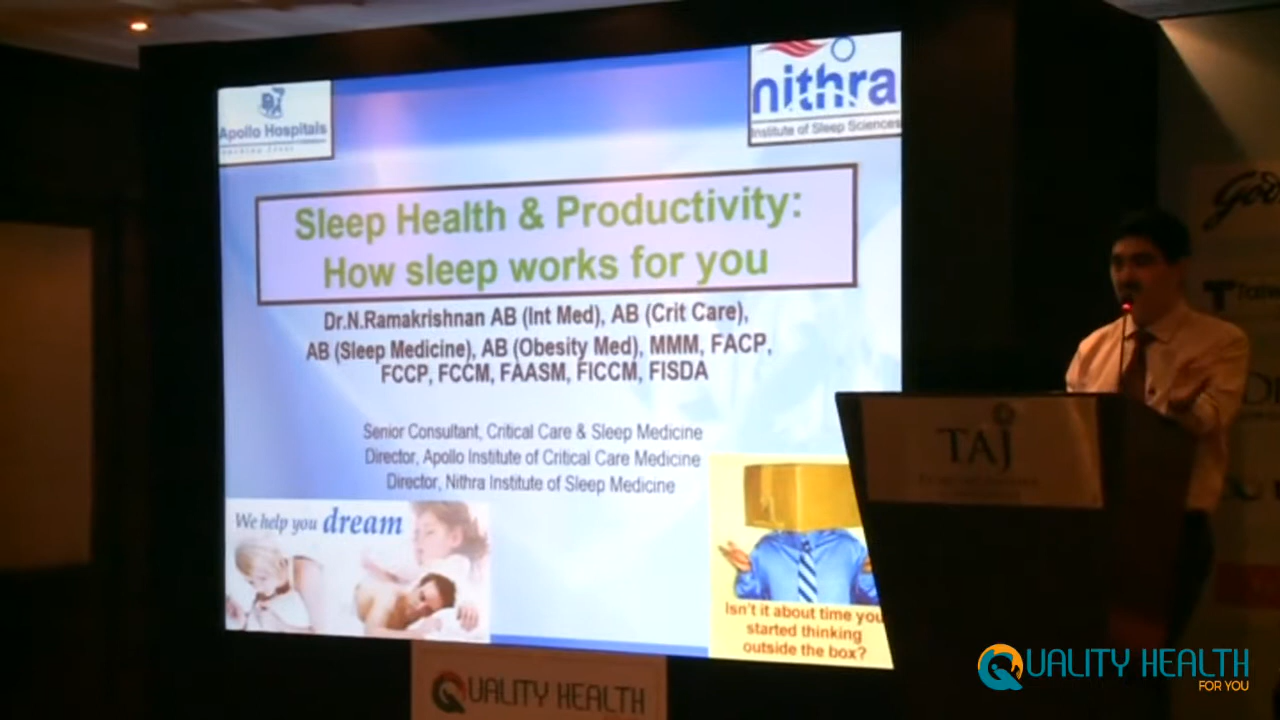 Apollo Hospitals
nithra
Institute of Sleep Sciences
Sleep Health & Productivity:
How sleep works for you
Dr.N.Ramakrishnan AB (Int Med), AB (Crit Care),
AB (Sleep Medicine), AB (Obesity Med), MMM, FACP,
FCCP, FCCM, FAASM, FICCM, FISDA
Senior Consultant, Critical Care & Sleep Medicine
Director, Apollo Institute of Critical Care Medicine
Director, Nithra Institute of Sleep Medicine
We help you dream
Isn't it about time you
started thinking
outside the box?
TAJ
QUALITY HEALTH
QUALITY HEALTH
FOR YOU